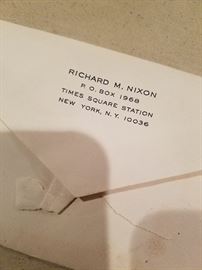 RICHARD M. NIXON
P. O. BOX 1968
TIMES SQUARE STATION
NEW YORK, N. Y. 10036